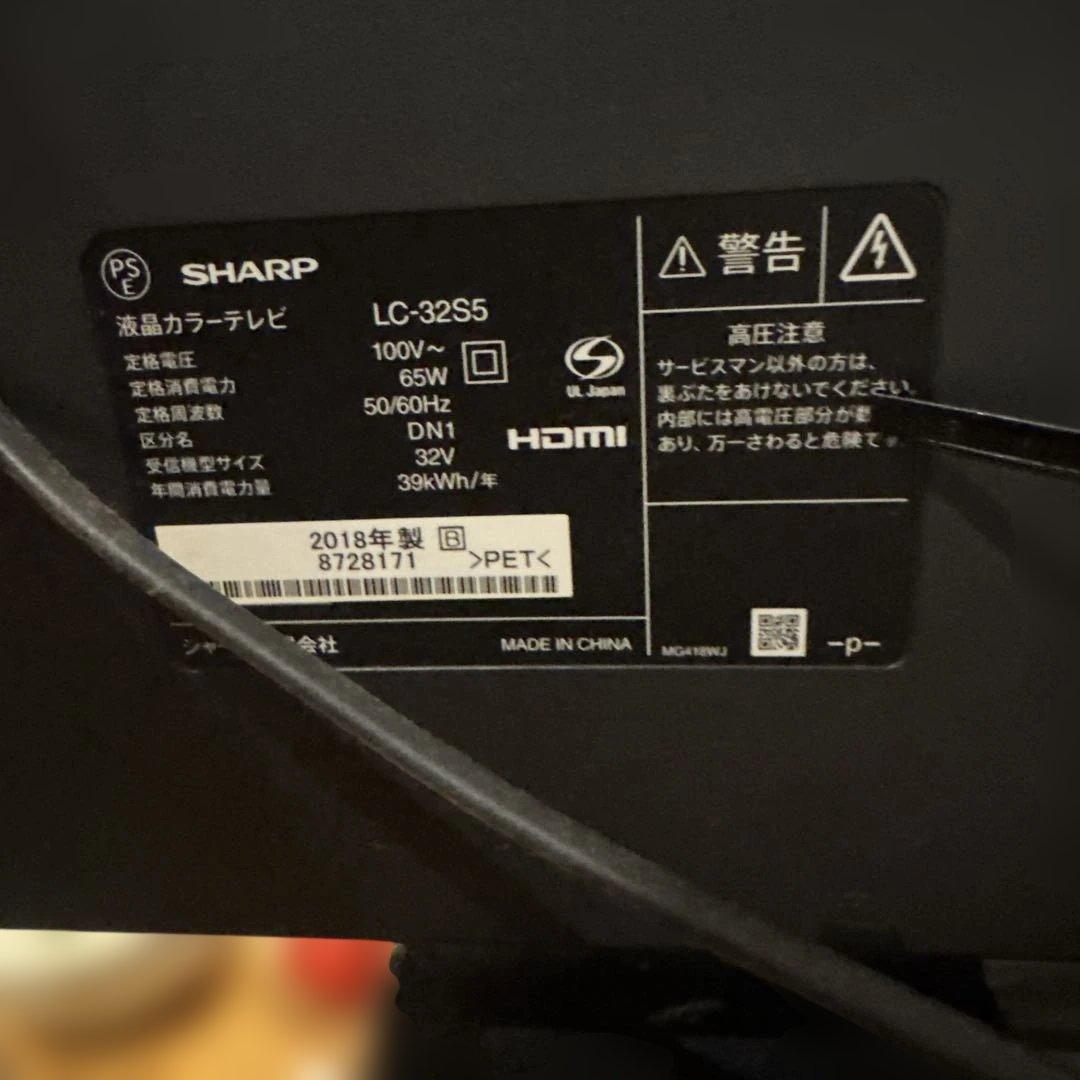 PS E
SHARP
液晶カラーテレビ LC-32S5
定格電圧 100V～
定格消費電力 65W
定格周波数 50/60Hz
区分名 DN1
受信機型サイズ 32V
年間消費電力量 39kWh/年
UL Japan
HDMI
2018年製 B
8728171 >PET<
シャー 会社
MADE IN CHINA
警告
高圧注意
サービスマン以外の方は、
裏ぶたをあけないでください。
内部には高電圧部分が
あり、万一さわると危険で
MG418WJ
-p-